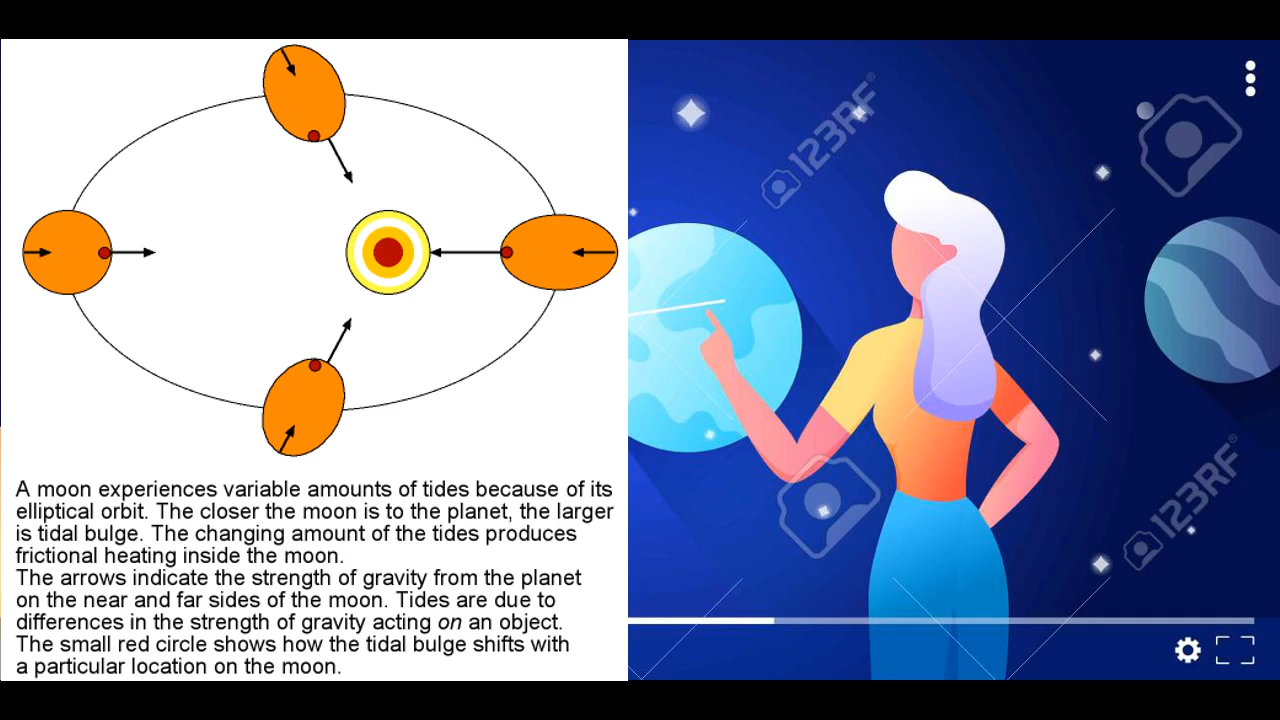 A moon experiences variable amounts of tides because of its
elliptical orbit. The closer the moon is to the planet, the larger
is tidal bulge. The changing amount of the tides produces
frictional heating inside the moon.
The arrows indicate the strength of gravity from the planet
on the near and far sides of the moon. Tides are due to
differences in the strength of gravity acting on an object.
The small red circle shows how the tidal bulge shifts with
a particular location on the moon.
123RF
123RF